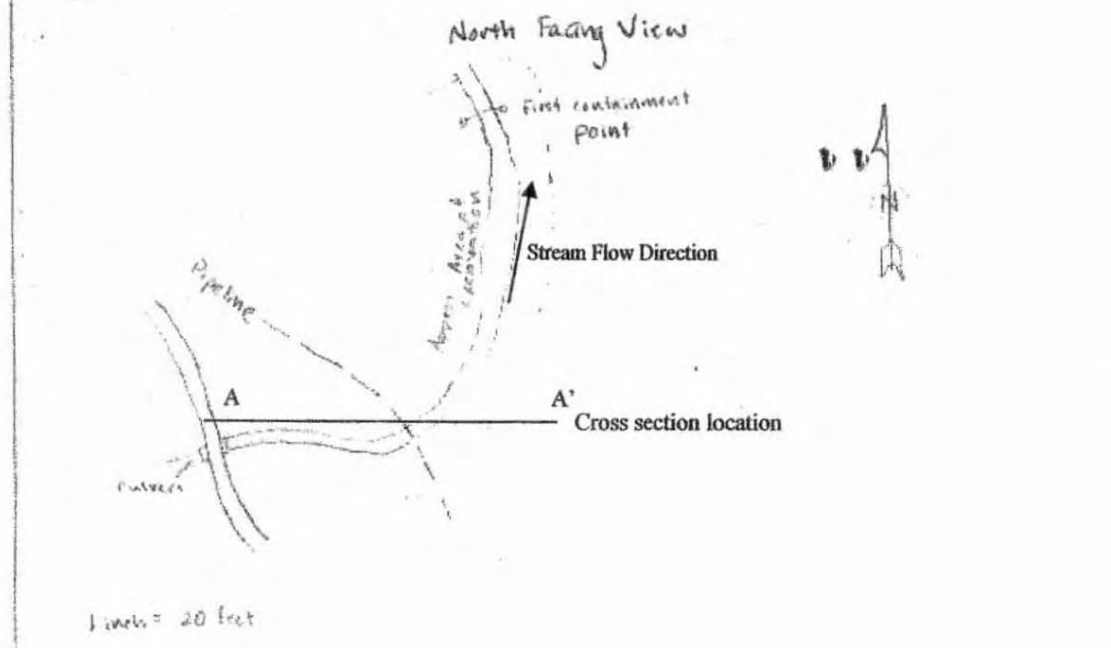 North Facing View
First containment
point
N
Approx Area of
excavation
Stream Flow Direction
Pipeline
A
A'
Cross section location
culvert
1 inch = 20 feet